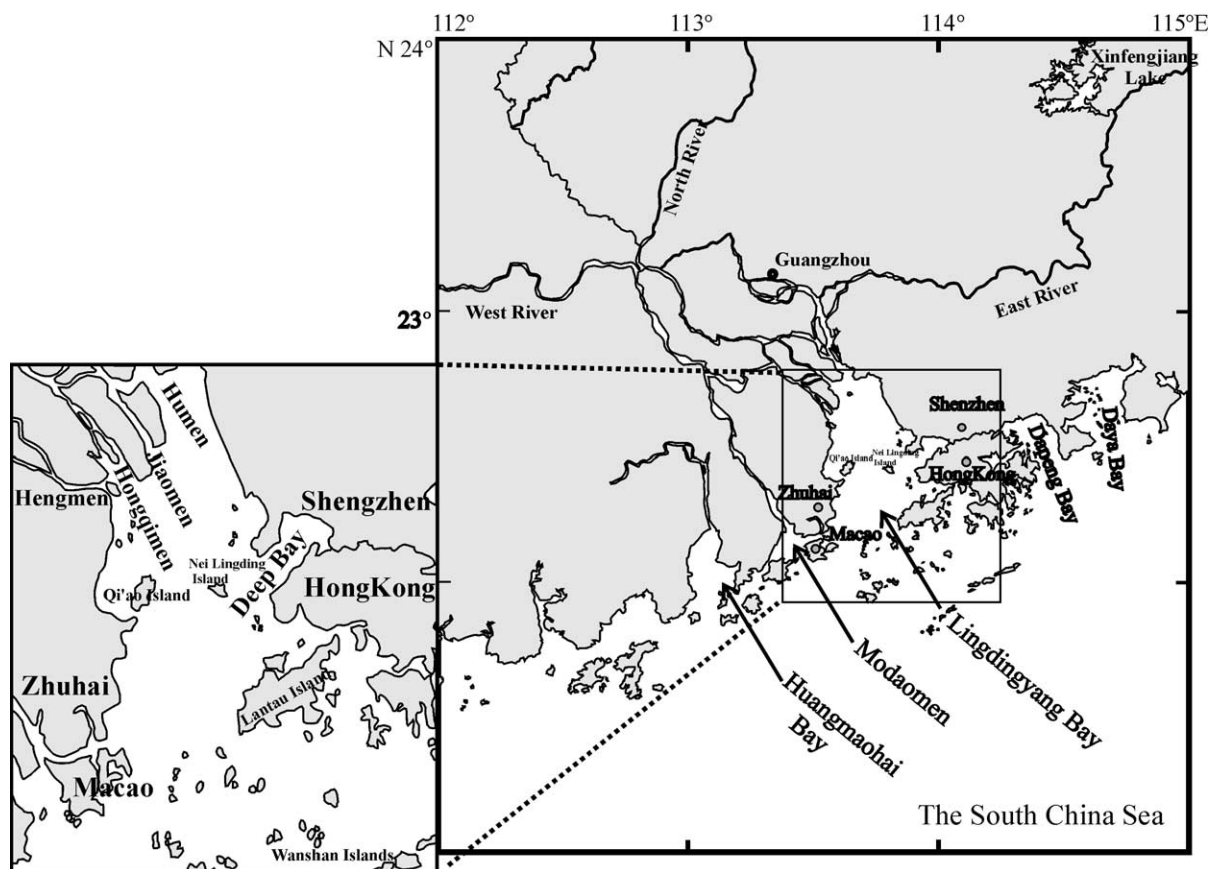 112° 113° 114° 115°E
N 24°
Xinfengjiang
Lake
North River
Guangzhou
West River
East River
23°
Shenzhen
Qi'ao Island
Nei Lingding
Island
HongKong
Zhuhai
Macao
Dapeng Bay
Daya Bay
Lingdingyang Bay
Modaomen
Huangmaohai
Bay
The South China Sea
Humen
Jiaomen
Hongqimen
Hengmen
Shengzhen
Deep Bay
Nei Lingding
Island
Qi'ao Island
HongKong
Zhuhai
Lantau Island
Macao
Wanshan Islands